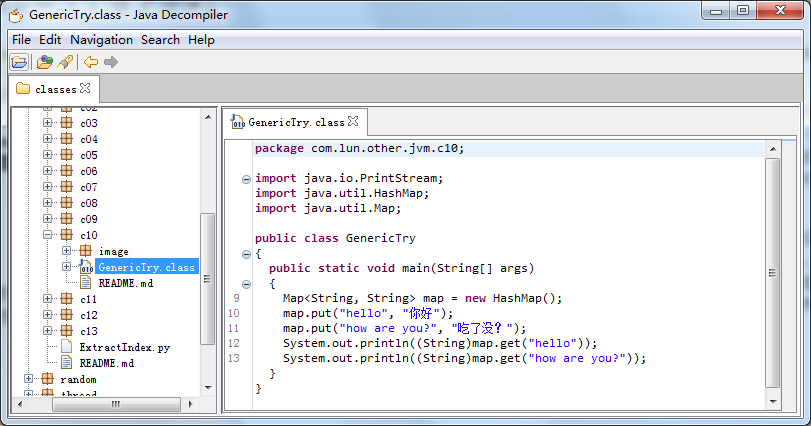 GenericTry.class - Java Decompiler
File Edit Navigation Search Help
classes
c03
c04
c05
c06
c07
c08
c09
c10
image
GenericTry.class
README.md
c11
c12
c13
ExtractIndex.py
README.md
random
thread
GenericTry.class
package com.lun.other.jvm.c10;
import java.io.PrintStream;
import java.util.HashMap;
import java.util.Map;
public class GenericTry
{
public static void main(String[] args)
{
9 Map<String, String> map = new HashMap();
10 map.put("hello", "你好");
11 map.put("how are you?", "吃了没？");
12 System.out.println((String)map.get("hello"));
13 System.out.println((String)map.get("how are you?"));
}
}